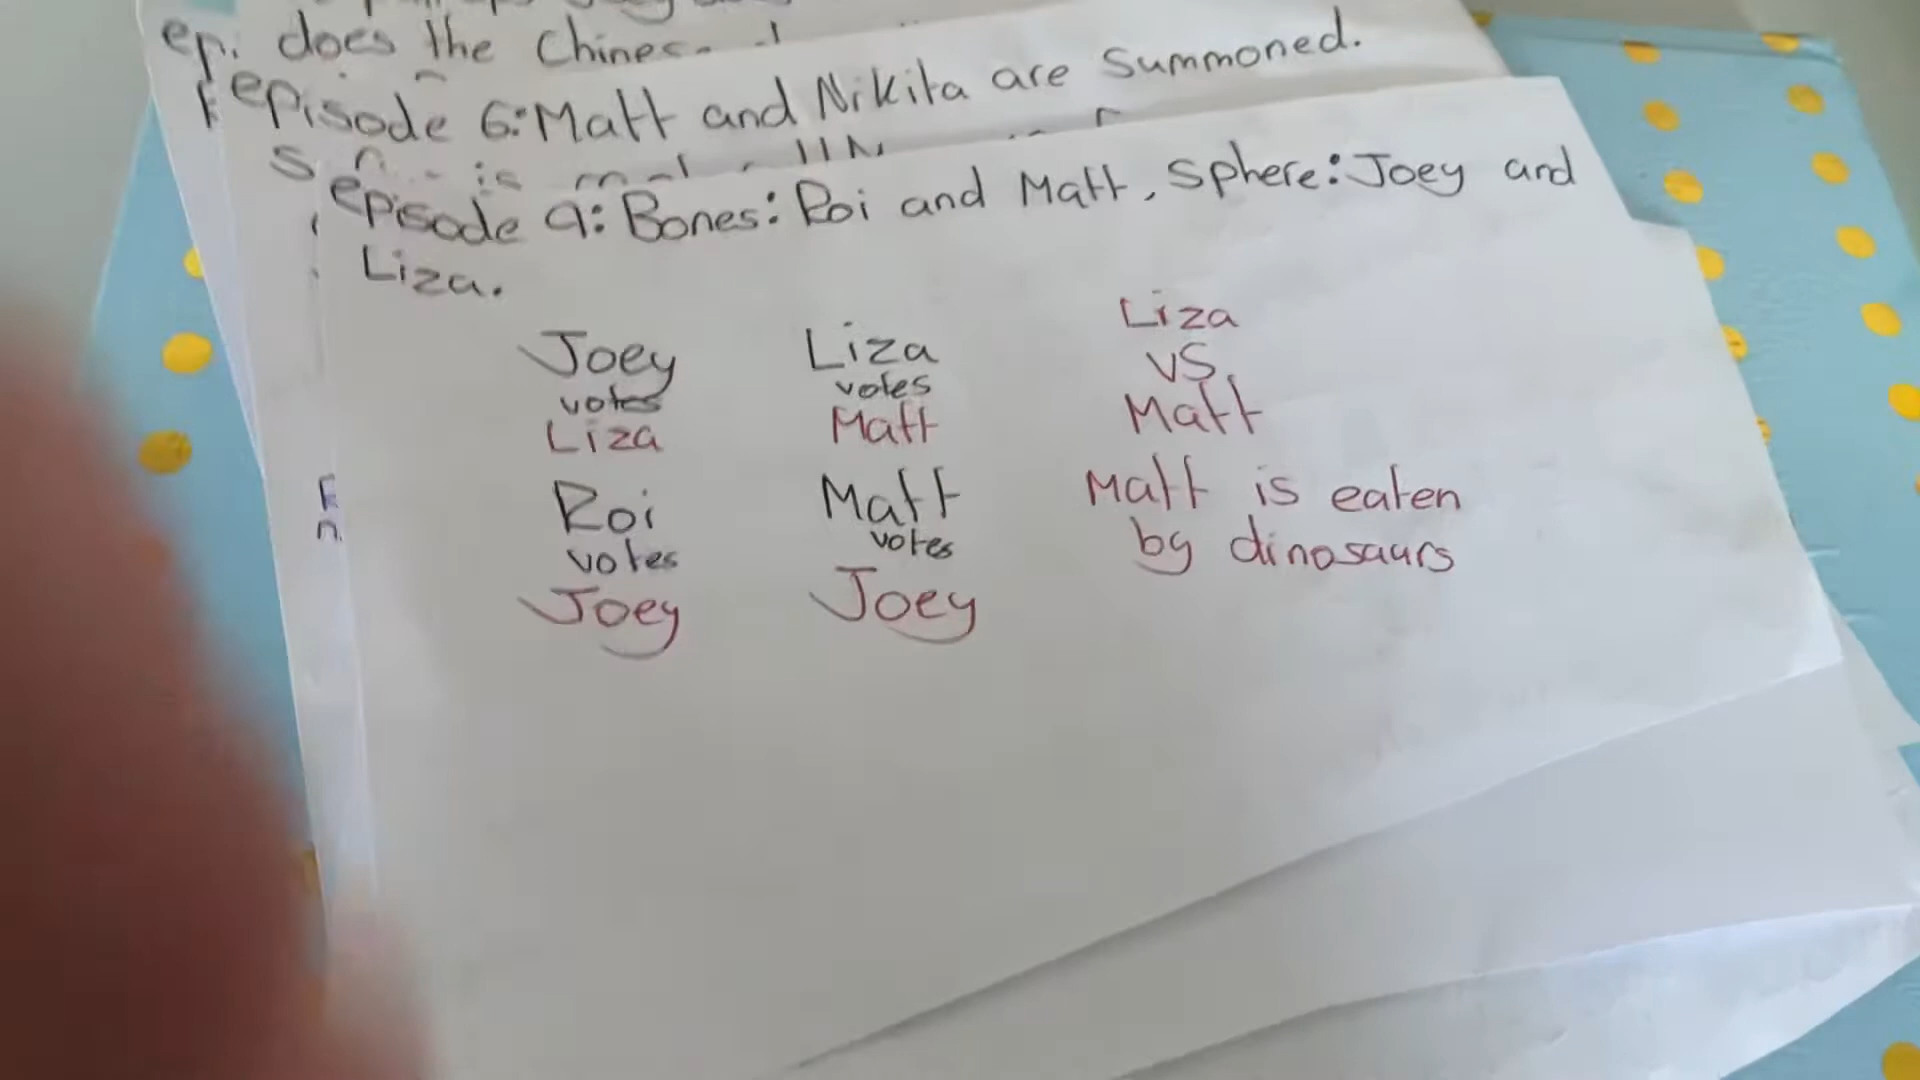 ep. does the
episode 6: Matt and Nikita are summoned.
is
episode 9: Bones: Roi and Matt, Sphere: Joey and
Liza.
Joey
votes
Liza
Roi
votes
Joey
Liza
votes
Matt
Matt
votes
Joey
Liza
VS
Matt
Matt is eaten
by dinosaurs